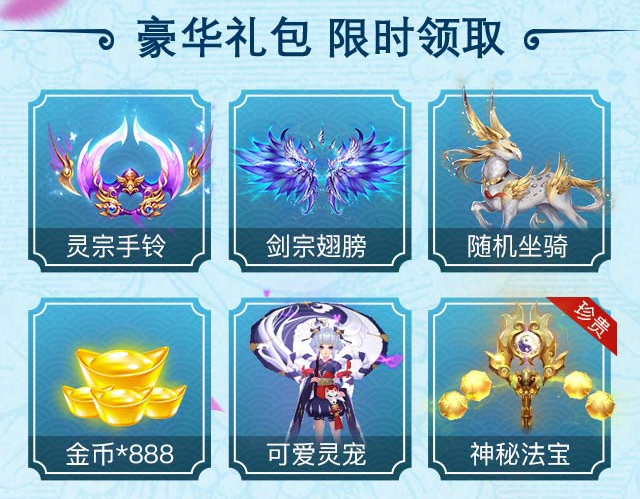 豪华礼包 限时领取
灵宗手铃
剑宗翅膀
随机坐骑
珍贵
金币*888
可爱灵宠
神秘法宝